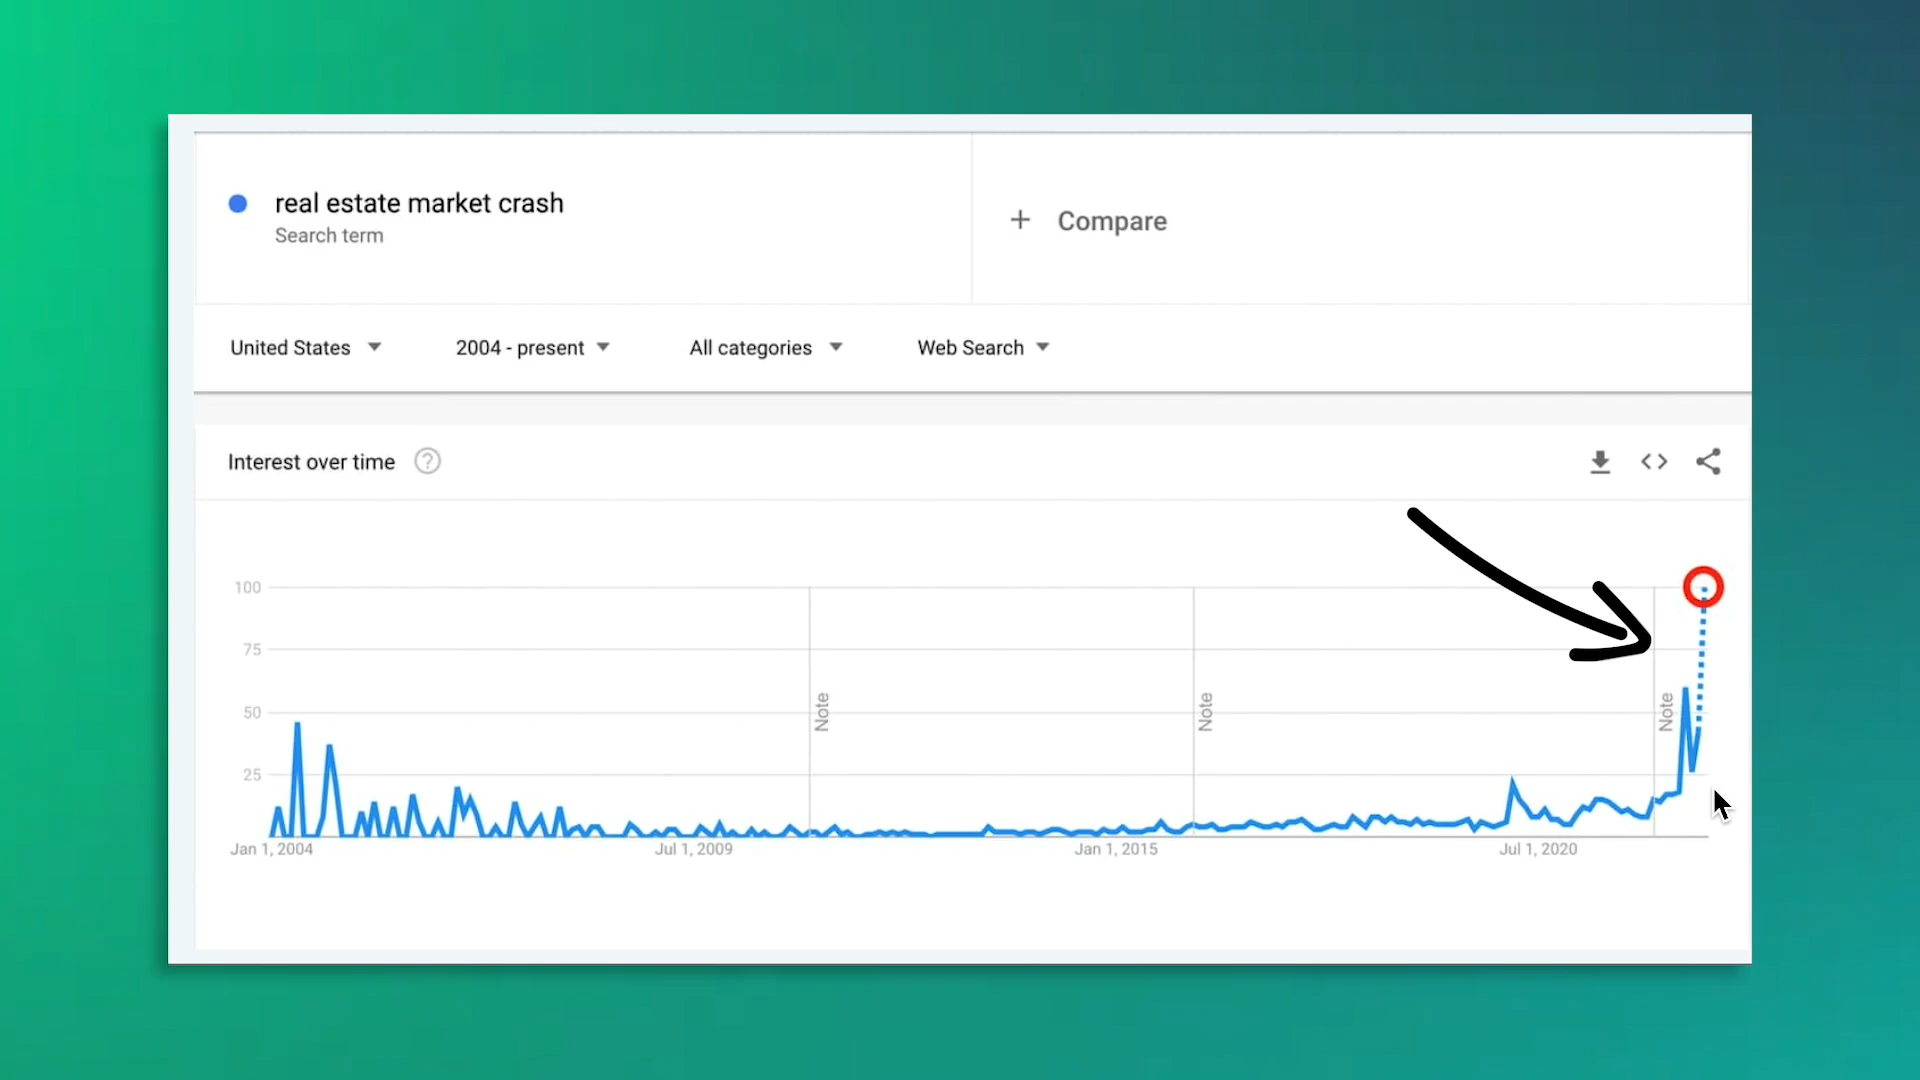 real estate market crash
Search term
+ Compare
United States
2004 - present
All categories
Web Search
Interest over time
?
100
75
50
25
Note
Note
Note
Jan 1, 2004
Jul 1, 2009
Jan 1, 2015
Jul 1, 2020